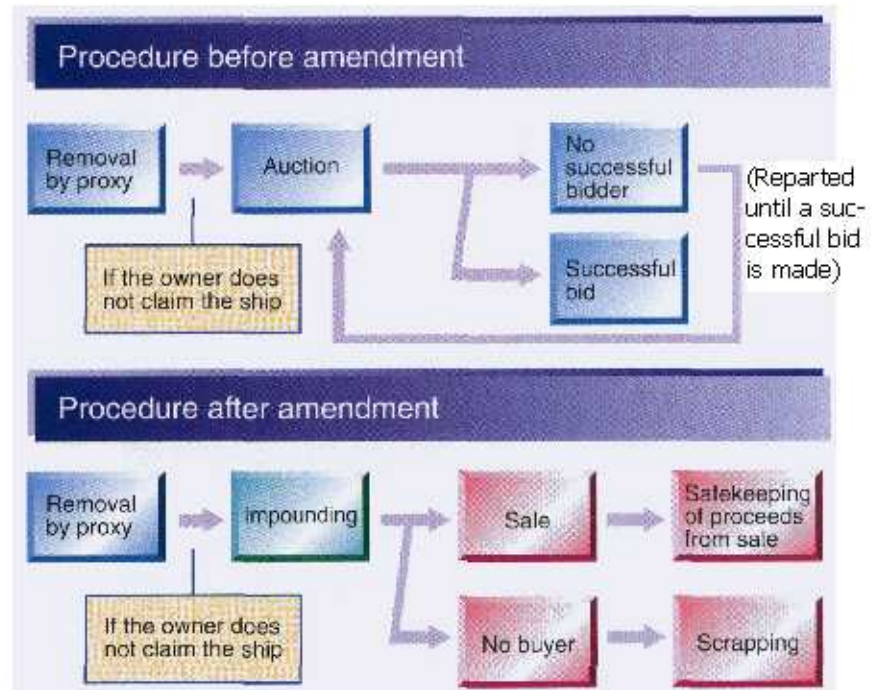 Procedure before amendment
Removal
by proxy
Auction
No
successful
bidder
(Reparted
until a suc-
cessful bid
is made)
If the owner does
not claim the ship
Successful
bid
Procedure after amendment
Removal
by proxy
Impounding
Sale
Safekeeping
of proceeds
from sale
If the owner does
not claim the ship
No buyer
Scrapping